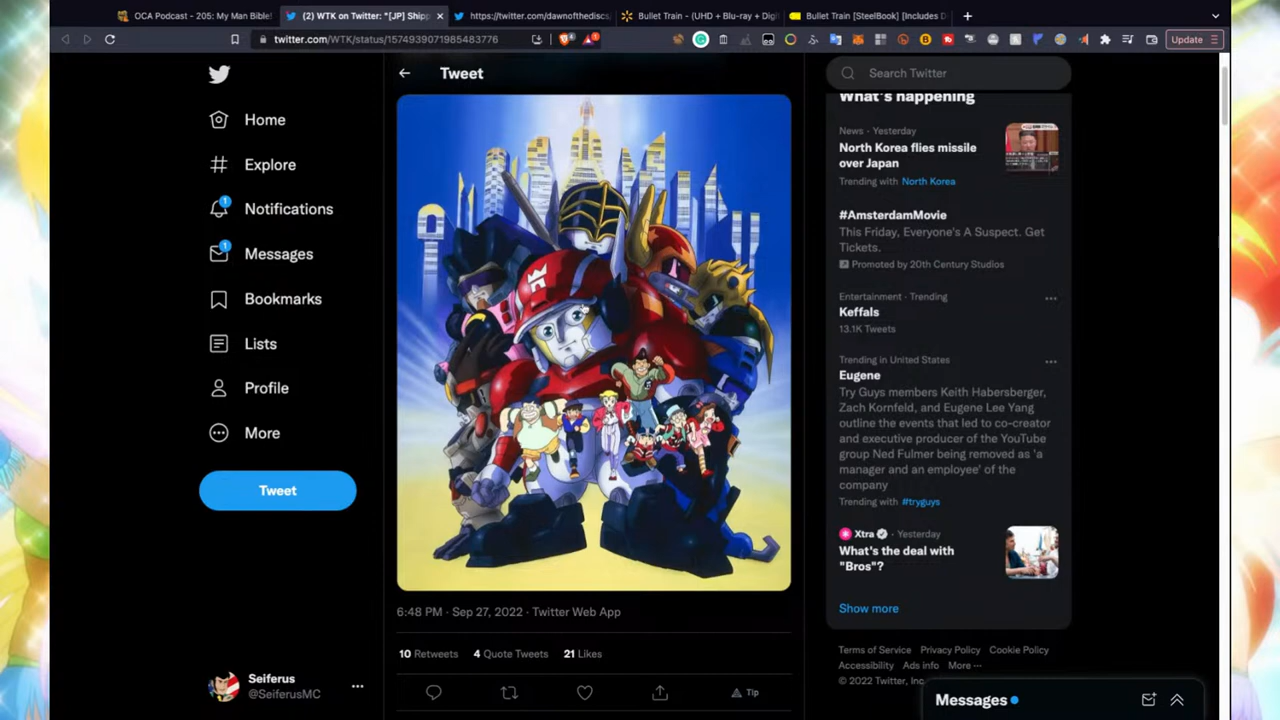 OCA Podcast - 205: My Man Bible!
(2) WTK on Twitter: "[JP] Shipp
https://twitter.com/dawnofthediscs
Bullet Train - (UHD + Blu-ray + Digi
Bullet Train [SteelBook] [Includes D
twitter.com/WTK/status/1574939071985483776
Update
Home
Explore
Notifications
Messages
Bookmarks
Lists
Profile
More
Tweet
Seiferus
@SeiferusMC
Tweet
6:48 PM · Sep 27, 2022 · Twitter Web App
10 Retweets 4 Quote Tweets 21 Likes
Tip
Search Twitter
What's happening
News · Yesterday
North Korea flies missile
over Japan
Trending with North Korea
#AmsterdamMovie
This Friday, Everyone's A Suspect. Get
Tickets.
Promoted by 20th Century Studios
Entertainment · Trending
Keffals
13.1K Tweets
Trending in United States
Eugene
Try Guys members Keith Habersberger,
Zach Kornfeld, and Eugene Lee Yang
outline the events that led to co-creator
and executive producer of the YouTube
group Ned Fulmer being removed as 'a
manager and an employee' of the
company
Trending with #tryguys
Xtra · Yesterday
What's the deal with
"Bros"?
Show more
Terms of Service Privacy Policy Cookie Policy
Accessibility Ads info More
© 2022 Twitter, Inc.
Messages